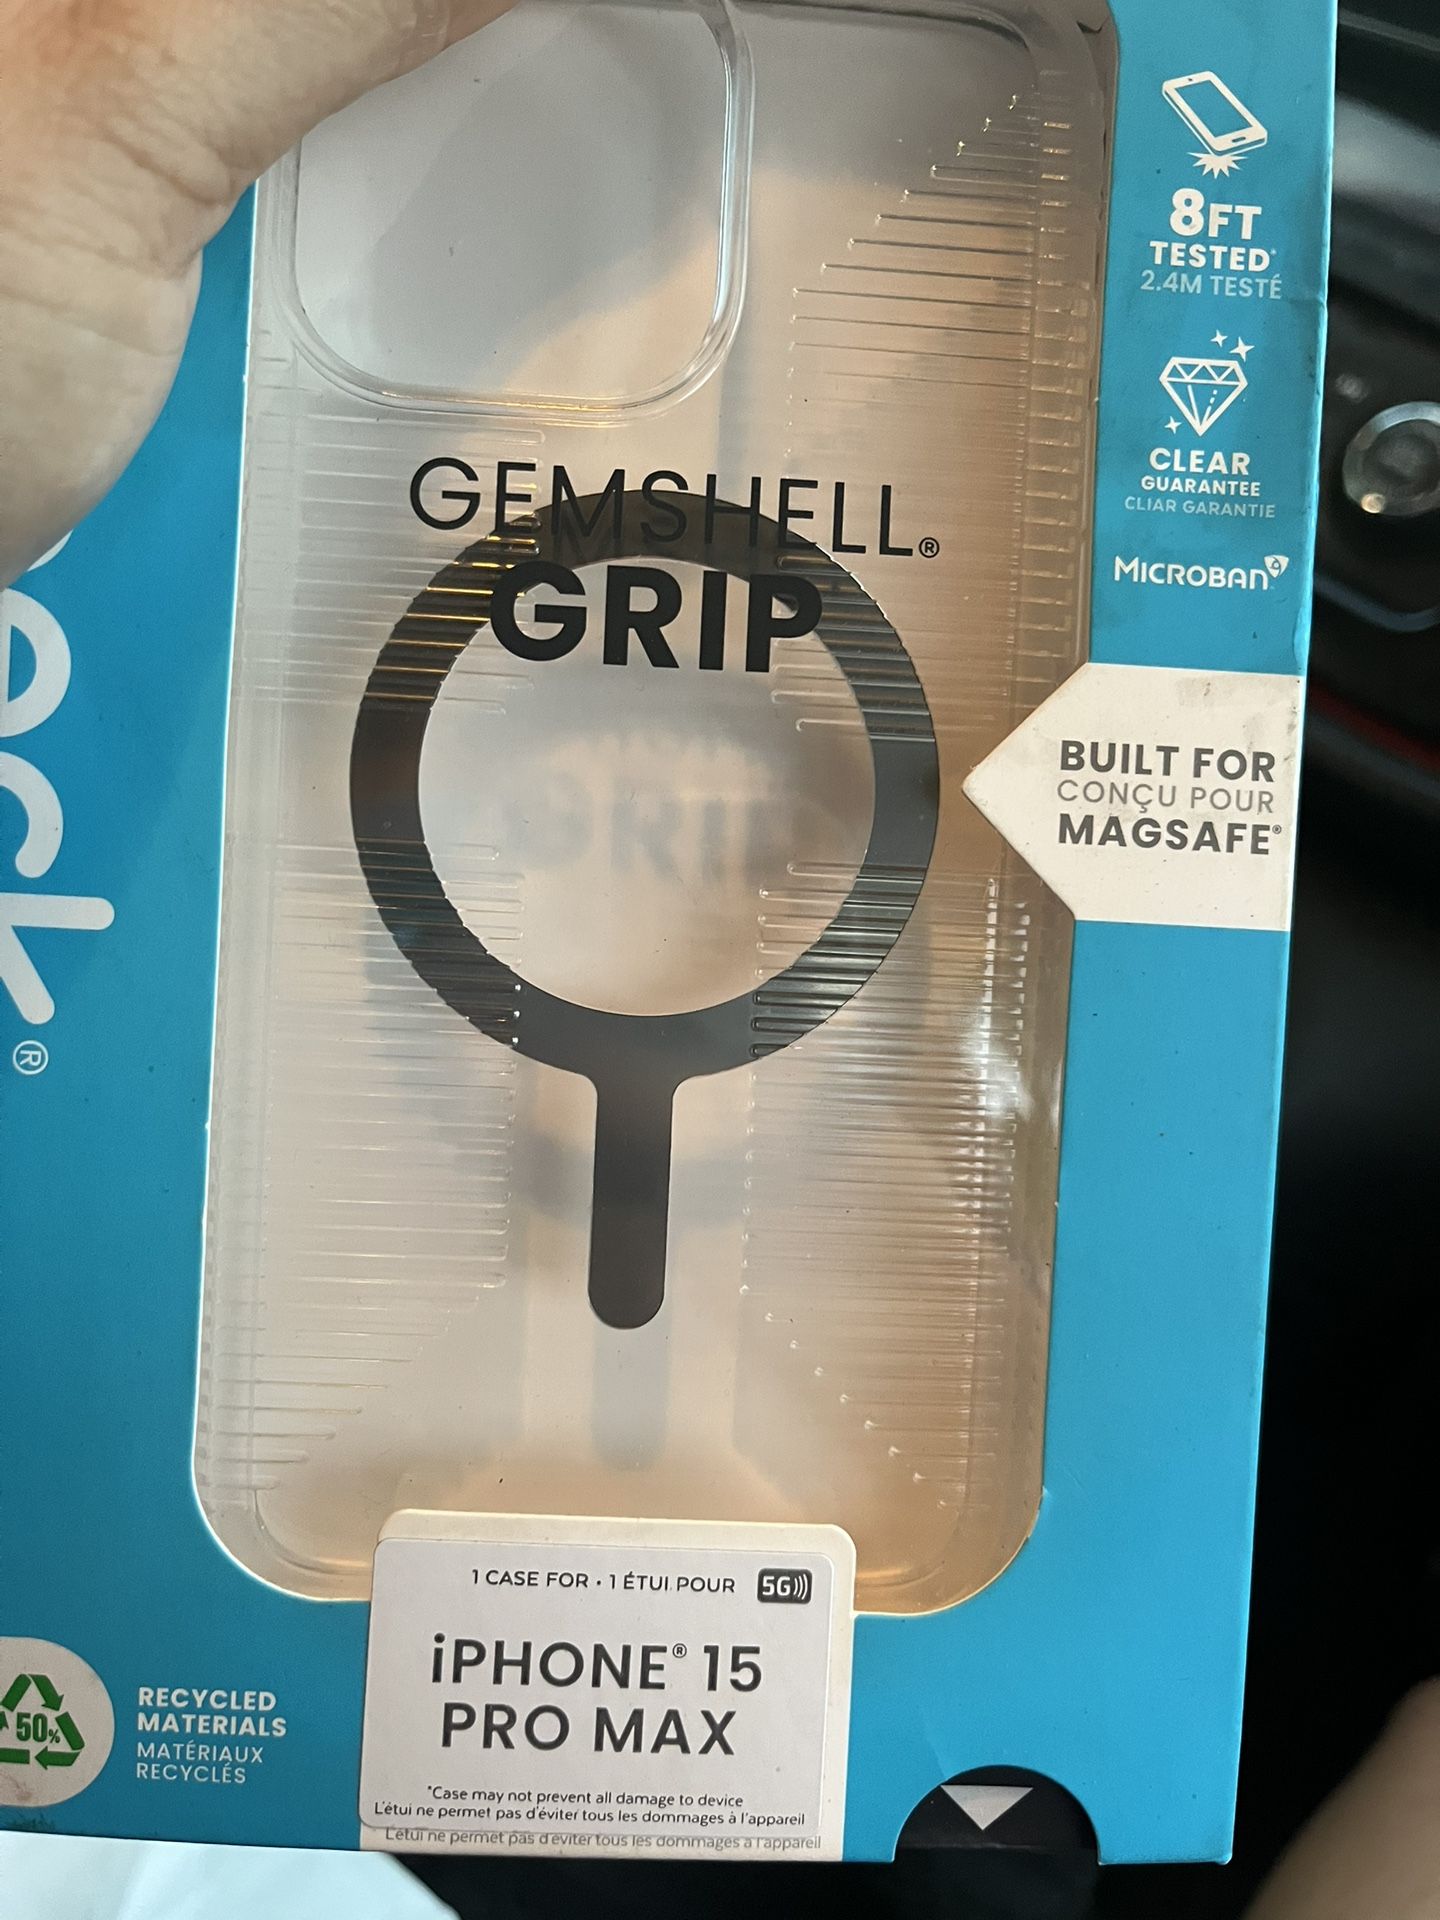 8FT
TESTED*
2.4M TESTÉ
CLEAR
GUARANTEE
CLIAR GARANTIE
MICROBAN
GEMSHELL®
GRIP
BUILT FOR
CONÇU POUR
MAGSAFE®
®
1 CASE FOR • 1 ÉTUI POUR 5G
iPHONE® 15
PRO MAX
*Case may not prevent all damage to device
L'étui ne permet pas d'éviter tous les dommages à l'appareil
L'étui ne permet pas d'éviter tous les dommages à l'appareil
50%
RECYCLED
MATERIALS
MATÉRIAUX
RECYCLÉS